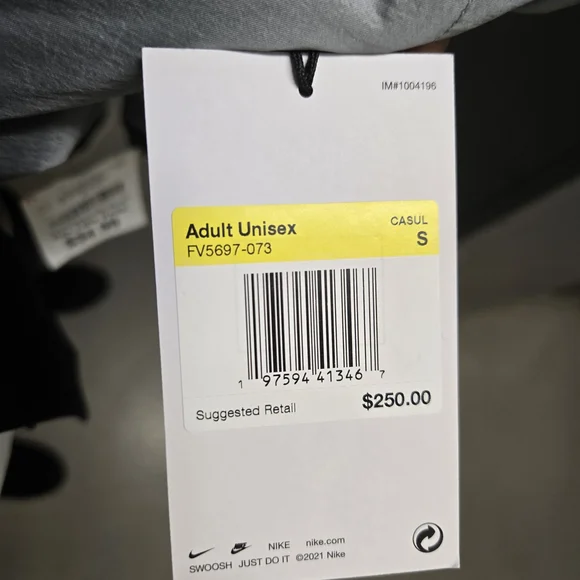 IM#1004196
Adult Unisex
CASUL
FV5697-073
S
1 97594 41346 7
Suggested Retail
$250.00
NIKE nike.com
SWOOSH JUST DO IT ©2021 Nike